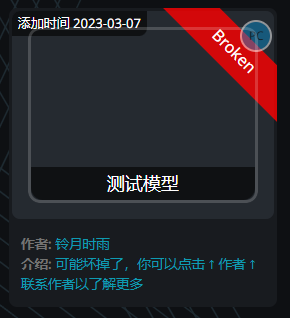 添加时间 2023-03-07
PC
Broken
测试模型
作者: 铃月时雨
介绍: 可能坏掉了，你可以点击↑作者↑
联系作者以了解更多